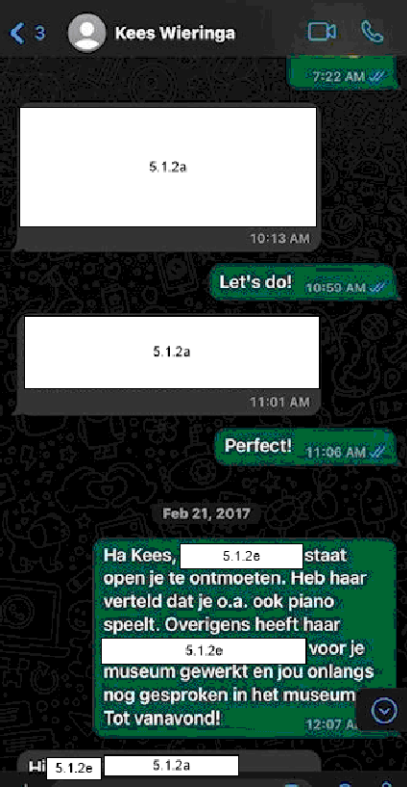 3 Kees Wieringa
7:22 AM
5.1.2a
10:13 AM
Let's do! 10:59 AM
5.1.2a
11:01 AM
Perfect! 11:06 AM
Feb 21, 2017
Ha Kees, 5.1.2e staat
open je te ontmoeten. Heb haar
verteld dat je o.a. ook piano
speelt. Overigens heeft haar
5.1.2e voor je
museum gewerkt en jou onlangs
nog gesproken in het museum
Tot vanavond! 12:07 A
Hi 5.1.2e 5.1.2a